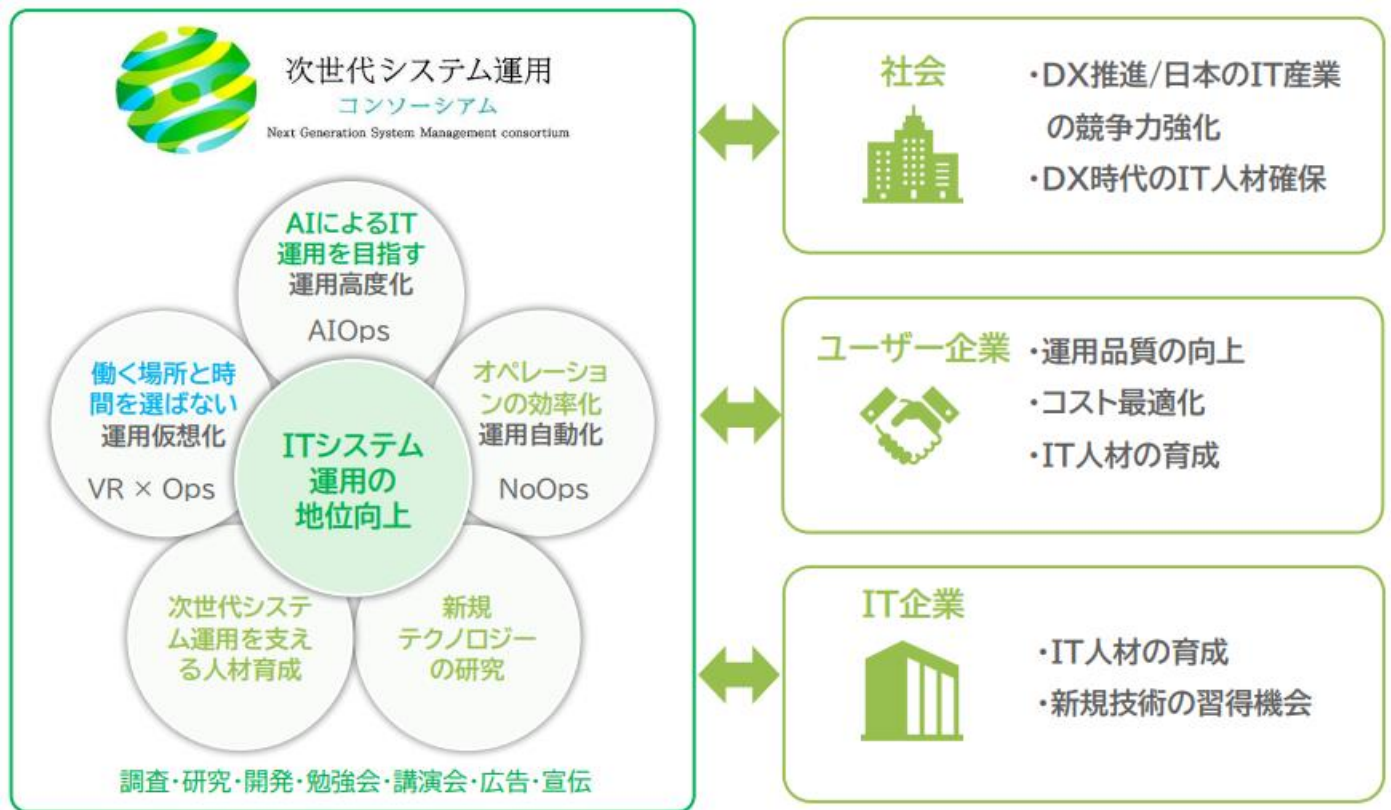 次世代システム運用
コンソーシアム
Next Generation System Management consortium
AIによるIT
運用を目指す
運用高度化
AIOps
働く場所と時
間を選ばない
運用仮想化
VR × Ops
オペレーショ
ンの効率化
運用自動化
NoOps
ITシステム
運用の
地位向上
次世代システ
ム運用を支え
る人材育成
新規
テクノロジー
の研究
調査・研究・開発・勉強会・講演会・広告・宣伝
社会
・DX推進/日本のIT産業
の競争力強化
・DX時代のIT人材確保
ユーザー企業
・運用品質の向上
・コスト最適化
・IT人材の育成
IT企業
・IT人材の育成
・新規技術の習得機会